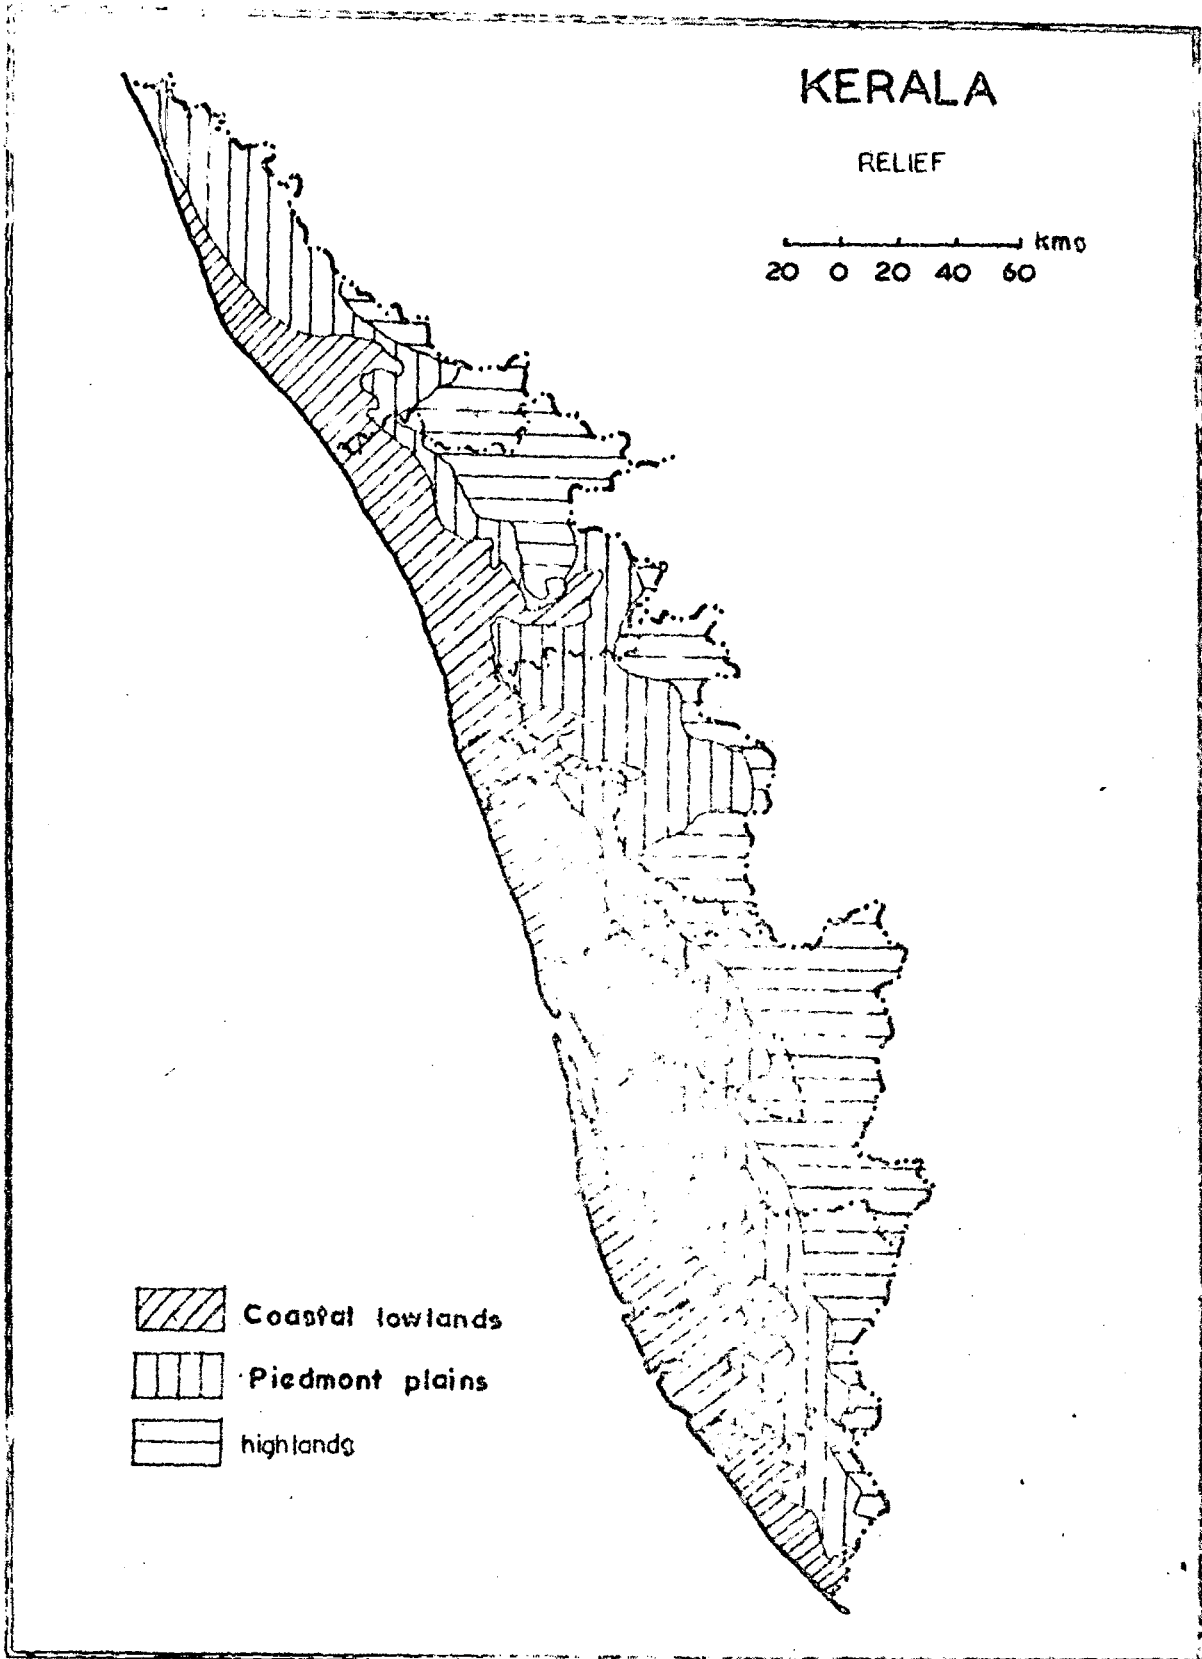 KERALA
RELIEF
kms
20 0 20 40 60
Coastal lowlands
Piedmont plains
highlands